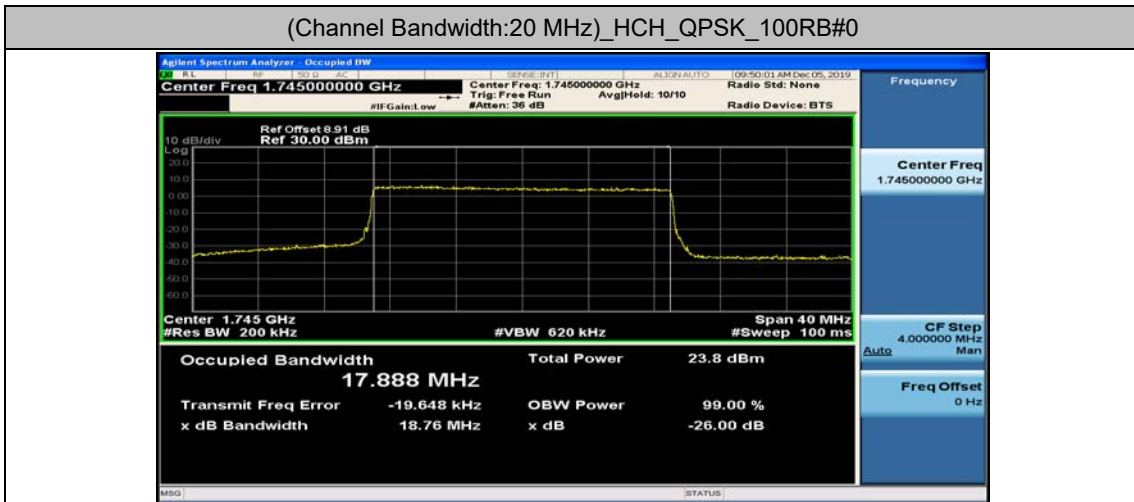 (Channel Bandwidth:20 MHz)_HCH_QPSK_100RB#0
Agilent Spectrum Analyzer - Occupied BW
RL RF 50 Ω AC SENSE:INT ALIGN AUTO 09:50:01 AM Dec 05, 2019
Center Freq 1.745000000 GHz Center Freq: 1.745000000 GHz Radio Std: None
Trig: Free Run Avg|Hold: 10/10
#IFGain:Low #Atten: 36 dB Radio Device: BTS
Frequency
Ref Offset 8.91 dB
10 dB/div Ref 30.00 dBm
Log
20.0
10.0
0.00
-10.0
-20.0
-30.0
-40.0
-50.0
-60.0
Center Freq
1.745000000 GHz
Center 1.745 GHz Span 40 MHz
#Res BW 200 kHz #VBW 620 kHz #Sweep 100 ms
CF Step
4.000000 MHz
Auto Man
Occupied Bandwidth Total Power 23.8 dBm
17.888 MHz
Transmit Freq Error -19.648 kHz OBW Power 99.00 %
x dB Bandwidth 18.76 MHz x dB -26.00 dB
Freq Offset
0 Hz
MSG STATUS